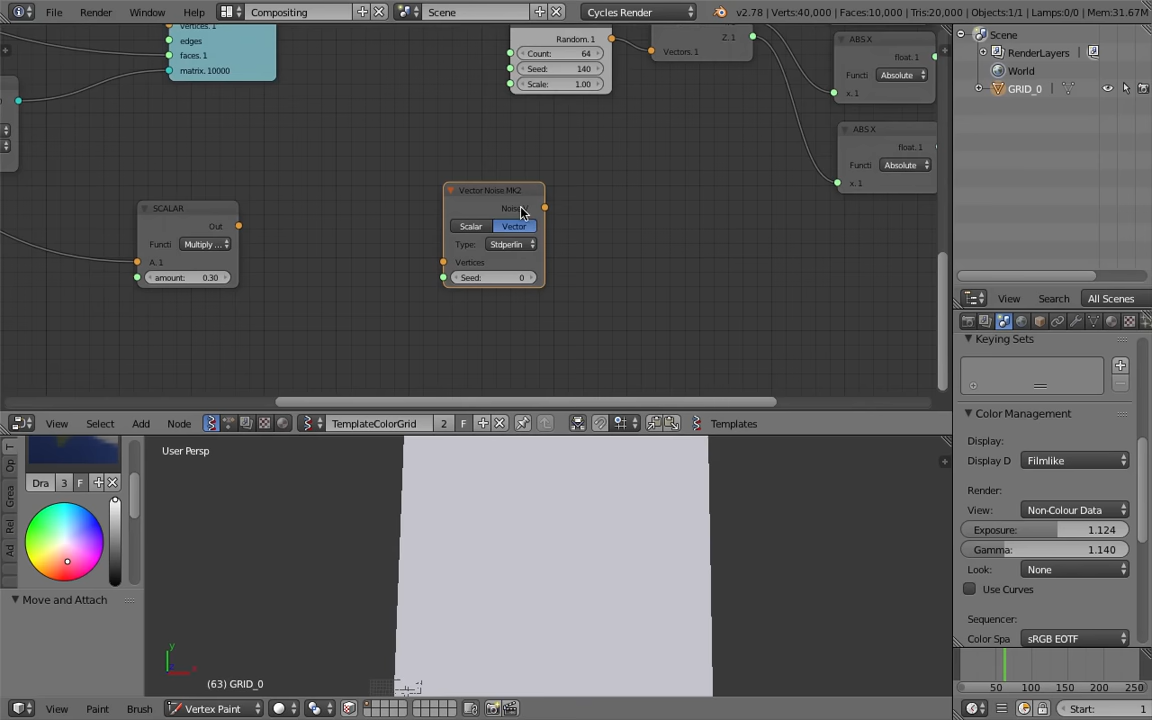 File Render Window Help Compositing Scene Cycles Render v2.78 | Verts:40,000 | Faces:10,000 | Tris:20,000 | Objects:1/1 | Lamps:0/0 | Mem:31.67M
vertices. 1
edges
faces. 1
matrix. 10000
Random. 1
Count: 64
Seed: 140
Scale: 1.00
Z. 1
Vectors. 1
ABS X
float. 1
Functi Absolute
x. 1
ABS X
float. 1
Functi Absolute
x. 1
SCALAR
Out
Functi Multiply ...
A. 1
amount: 0.30
Vector Noise MK2
Scalar Vector
Type: Stdperlin
Vertices
Seed: 0
View Select Add Node TemplateColorGrid 2 F Templates
Dra 3 F
T
Op
Grea
Rel
Ad
Move and Attach
User Persp
y
x
(63) GRID_0
View Paint Brush Vertex Paint
Scene
RenderLayers
World
GRID_0
View Search All Scenes
Keying Sets
Color Management
Display:
Display D Filmlike
Render:
View: Non-Colour Data
Exposure: 1.124
Gamma: 1.140
Look: None
Use Curves
Sequencer:
Color Spa sRGB EOTF
50 100 150 200 250
Start: 1